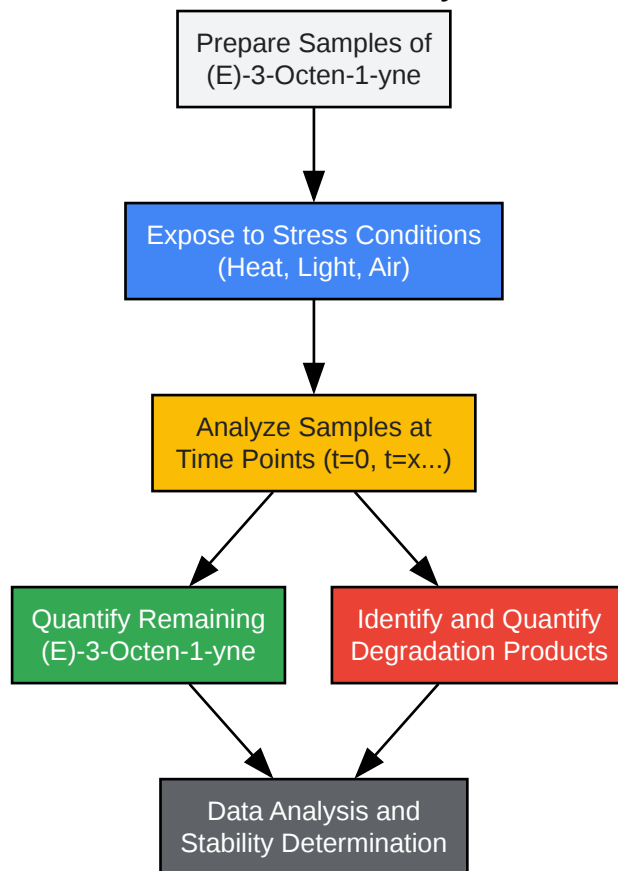 Prepare Samples of
(E)-3-Octen-1-yne
Expose to Stress Conditions
(Heat, Light, Air)
Analyze Samples at
Time Points (t=0, t=x...)
Quantify Remaining
(E)-3-Octen-1-yne
Identify and Quantify
Degradation Products
Data Analysis and
Stability Determination